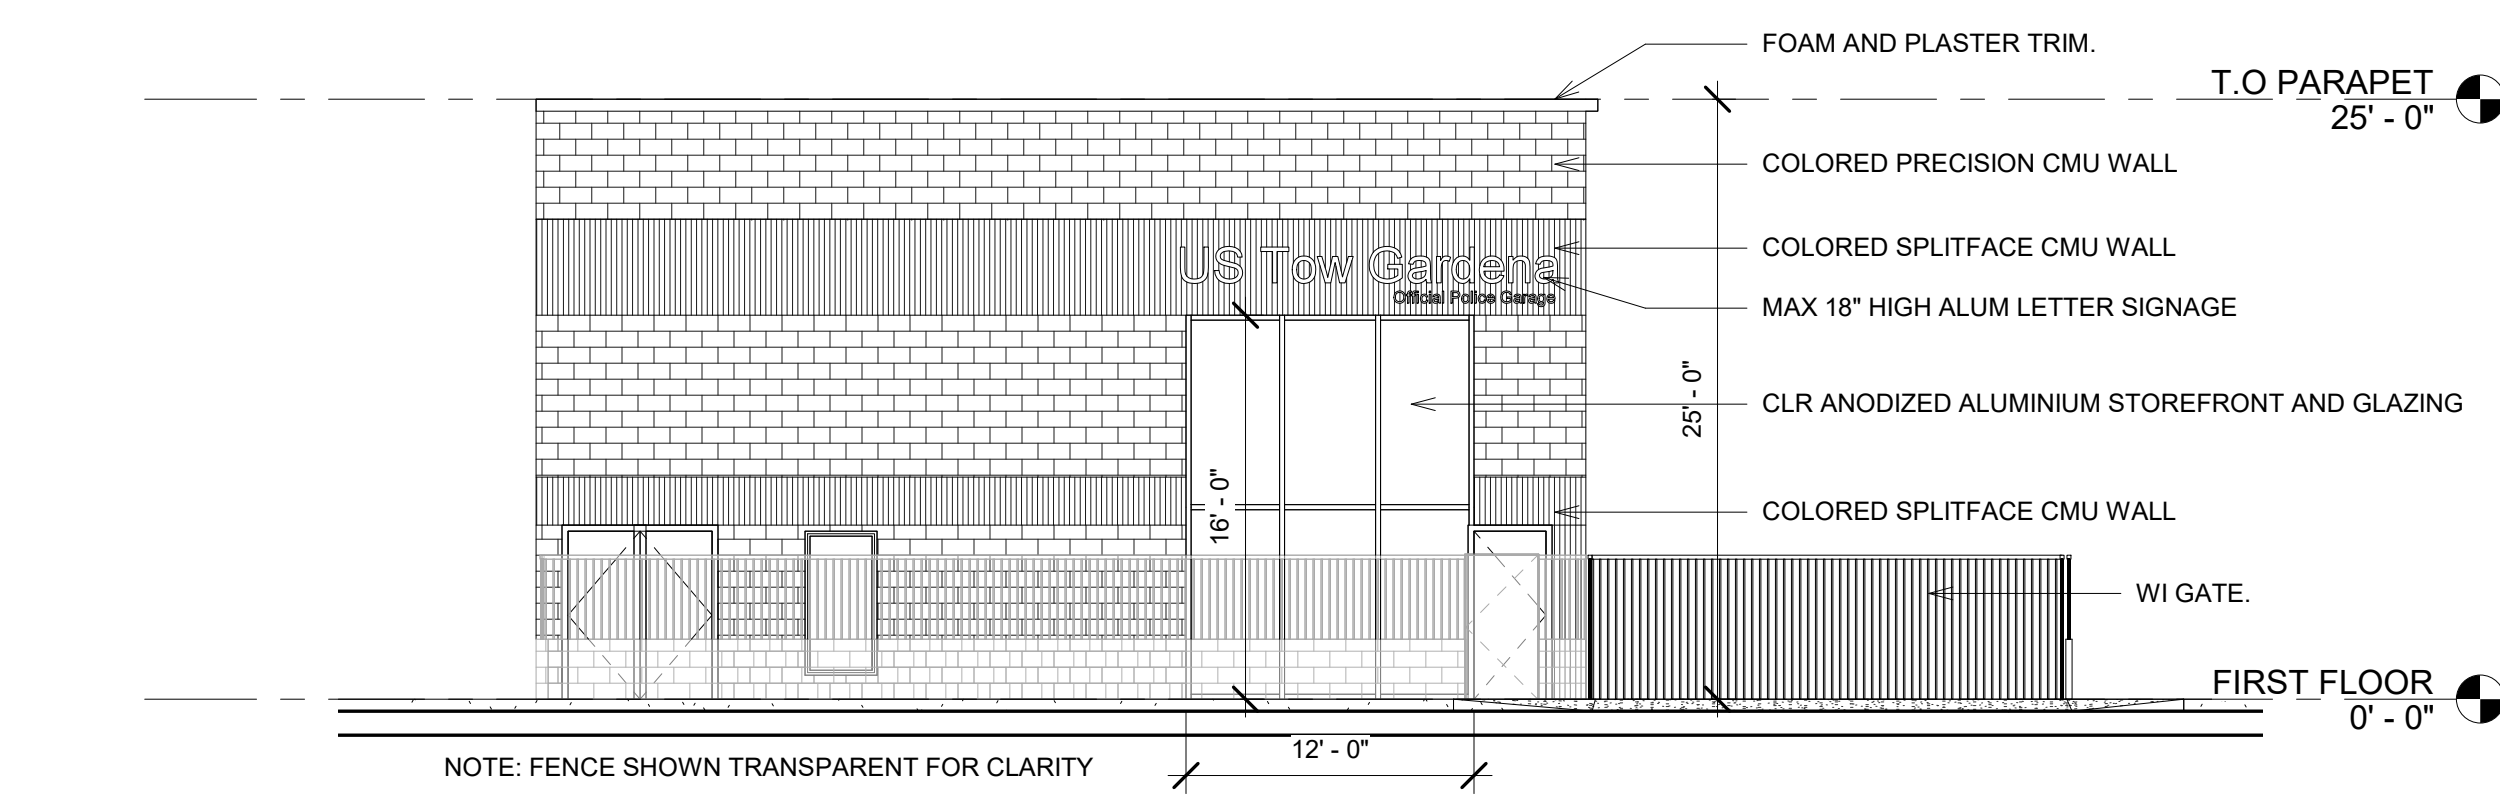 FOAM AND PLASTER TRIM.
T.O PARAPET
25' - 0"
COLORED PRECISION CMU WALL
COLORED SPLITFACE CMU WALL
US Tow Gardena
Official Police Garage
MAX 18" HIGH ALUM LETTER SIGNAGE
25' - 0"
CLR ANODIZED ALUMINIUM STOREFRONT AND GLAZING
16' - 0"
COLORED SPLITFACE CMU WALL
WI GATE.
FIRST FLOOR
0' - 0"
12' - 0"
NOTE: FENCE SHOWN TRANSPARENT FOR CLARITY